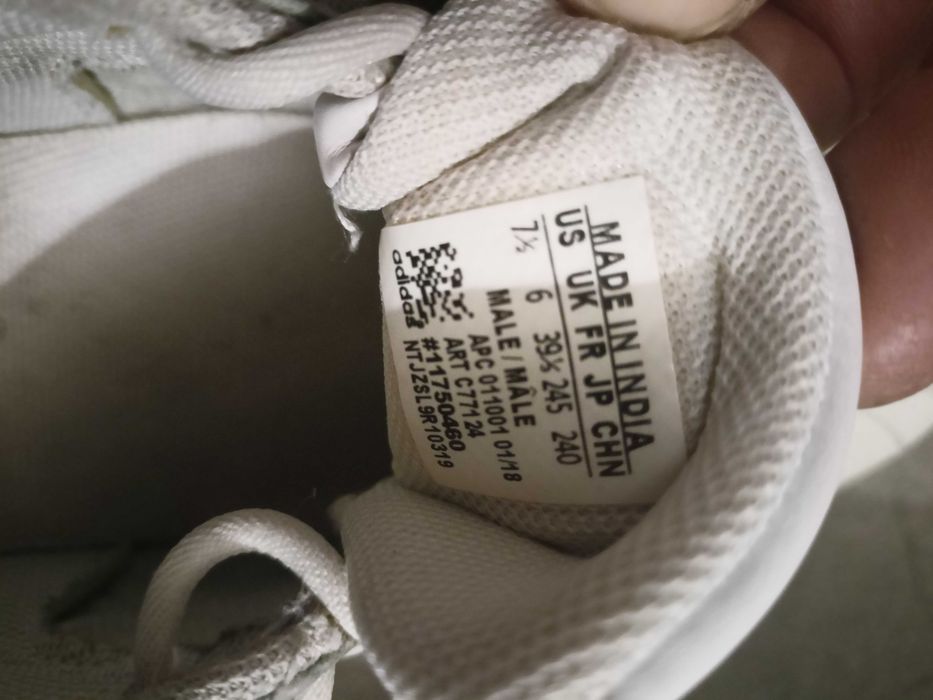 MADE IN INDIA
US UK FR JP CHN
7½ 6 39⅓ 245 240
MALE / MÂLE
APC 011001 01/18
ART C77124
#11750460
NTJZSL9R10319
adidas